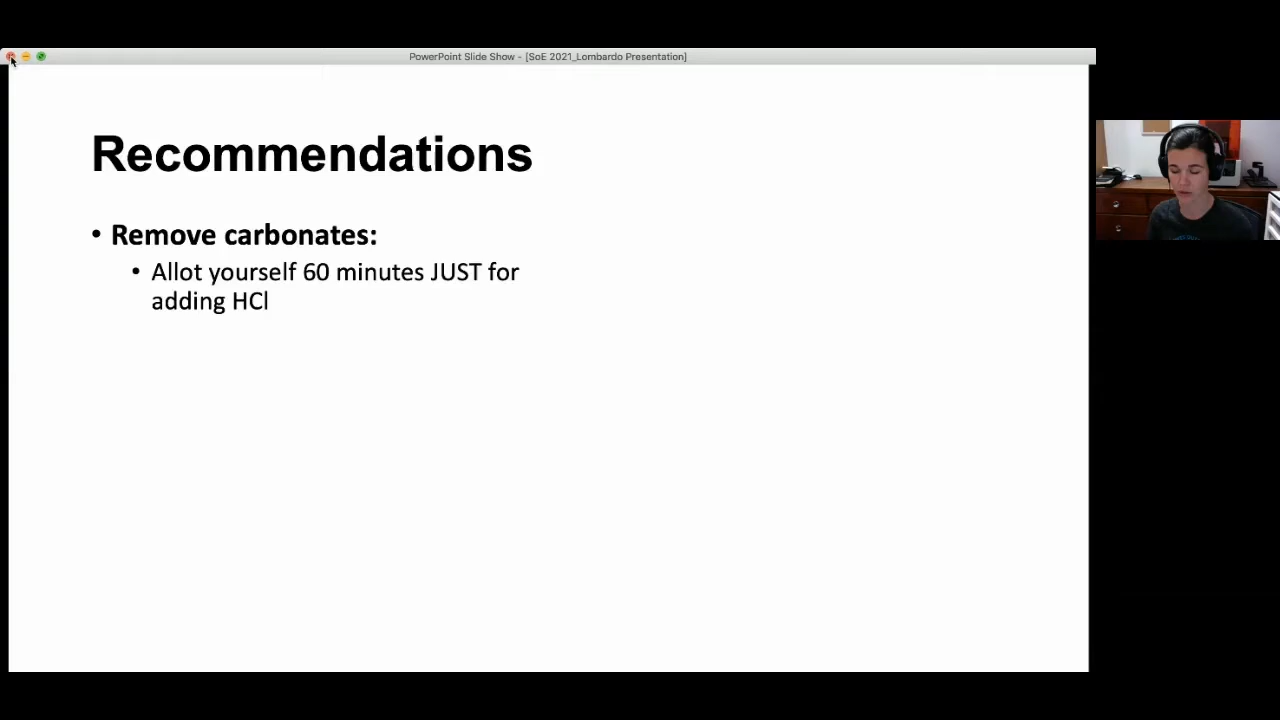 PowerPoint Slide Show - [SoE 2021_Lombardo Presentation]
Recommendations
• Remove carbonates:
• Allot yourself 60 minutes JUST for
adding HCl